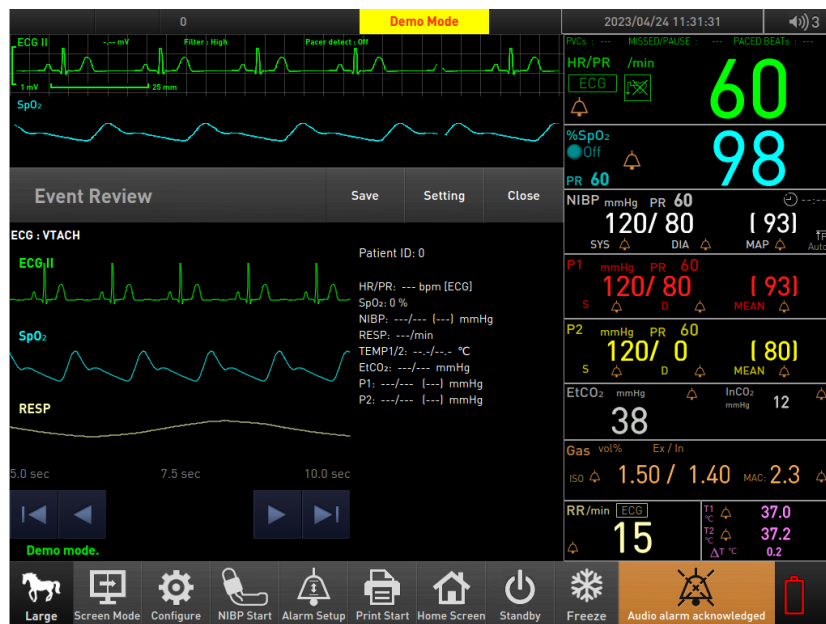 0
Demo Mode
2023/04/24 11:31:31
3
ECG II
-.-- mV
Filter : High
Pacer detect : Off
1 mV
25 mm
PVCs : ---
MISSED/PAUSE : ---
PACED BEATs : ---
HR/PR /min
ECG
60
SpO₂
%SpO₂
Off
PR 60
98
Event Review
Save
Setting
Close
NIBP mmHg PR 60
--:--
120/ 80 ( 93)
SYS DIA MAP
Auto
ECG : VTACH
ECG II
SpO₂
RESP
5.0 sec
7.5 sec
10.0 sec
Demo mode.
Patient ID: 0
HR/PR: --- bpm [ECG]
SpO₂: 0 %
NIBP: ---/--- (---) mmHg
RESP: ---/min
TEMP1/2: --.-/--.- °C
EtCO₂: ---/--- mmHg
P1: ---/--- (---) mmHg
P2: ---/--- (---) mmHg
P1 mmHg PR 60
120/ 80 ( 93)
S D MEAN
P2 mmHg PR 60
120/ 0 ( 80)
S D MEAN
EtCO₂ mmHg
38
InCO₂
mmHg
12
Gas vol% Ex / In
ISO 1.50 / 1.40 MAC: 2.3
RR/min ECG
15
T1 °C 37.0
T2 °C 37.2
ΔT °C 0.2
Large
Screen Mode
Configure
NIBP Start
Alarm Setup
Print Start
Home Screen
Standby
Freeze
Audio alarm acknowledged